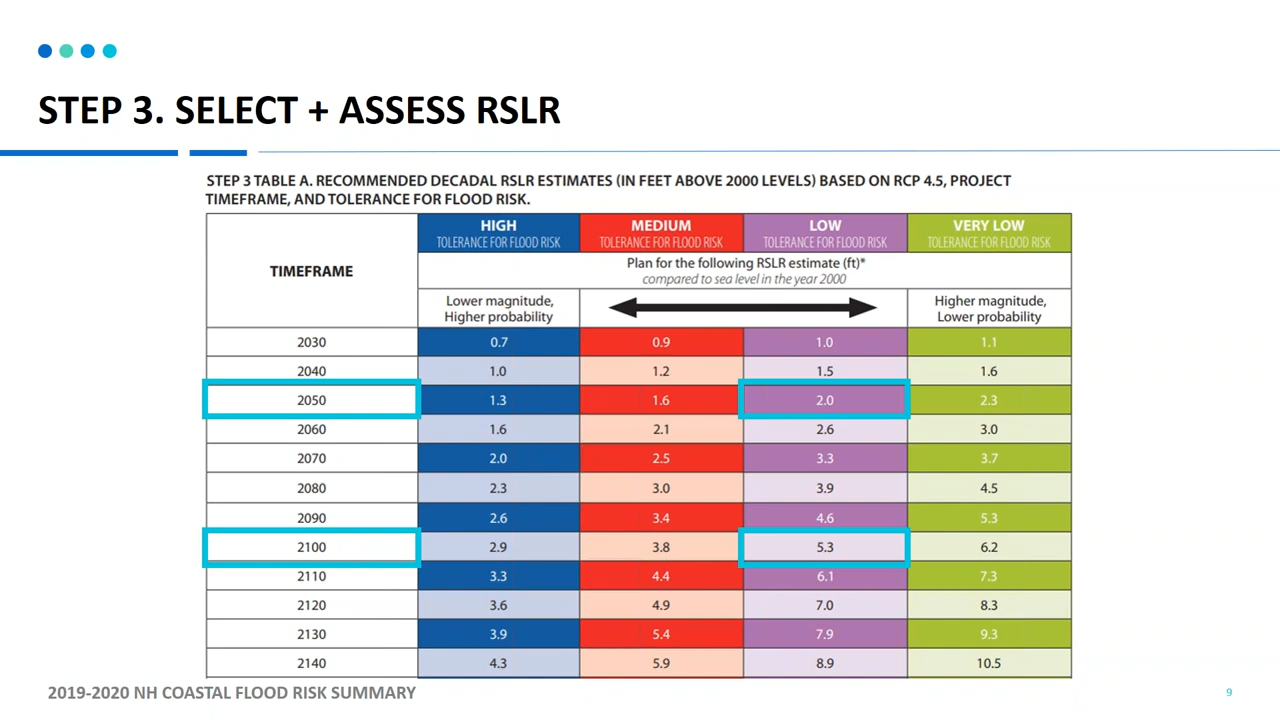 STEP 3. SELECT + ASSESS RSLR
STEP 3 TABLE A. RECOMMENDED DECADAL RSLR ESTIMATES (IN FEET ABOVE 2000 LEVELS) BASED ON RCP 4.5, PROJECT
TIMEFRAME, AND TOLERANCE FOR FLOOD RISK.
TIMEFRAME
HIGH MEDIUM LOW VERY LOW
TOLERANCE FOR FLOOD RISK TOLERANCE FOR FLOOD RISK TOLERANCE FOR FLOOD RISK TOLERANCE FOR FLOOD RISK
Plan for the following RSLR estimate (ft)*
compared to sea level in the year 2000
Lower magnitude, Higher magnitude,
Higher probability Lower probability
2030 0.7 0.9 1.0 1.1
2040 1.0 1.2 1.5 1.6
2050 1.3 1.6 2.0 2.3
2060 1.6 2.1 2.6 3.0
2070 2.0 2.5 3.3 3.7
2080 2.3 3.0 3.9 4.5
2090 2.6 3.4 4.6 5.3
2100 2.9 3.8 5.3 6.2
2110 3.3 4.4 6.1 7.3
2120 3.6 4.9 7.0 8.3
2130 3.9 5.4 7.9 9.3
2140 4.3 5.9 8.9 10.5
2019-2020 NH COASTAL FLOOD RISK SUMMARY
9